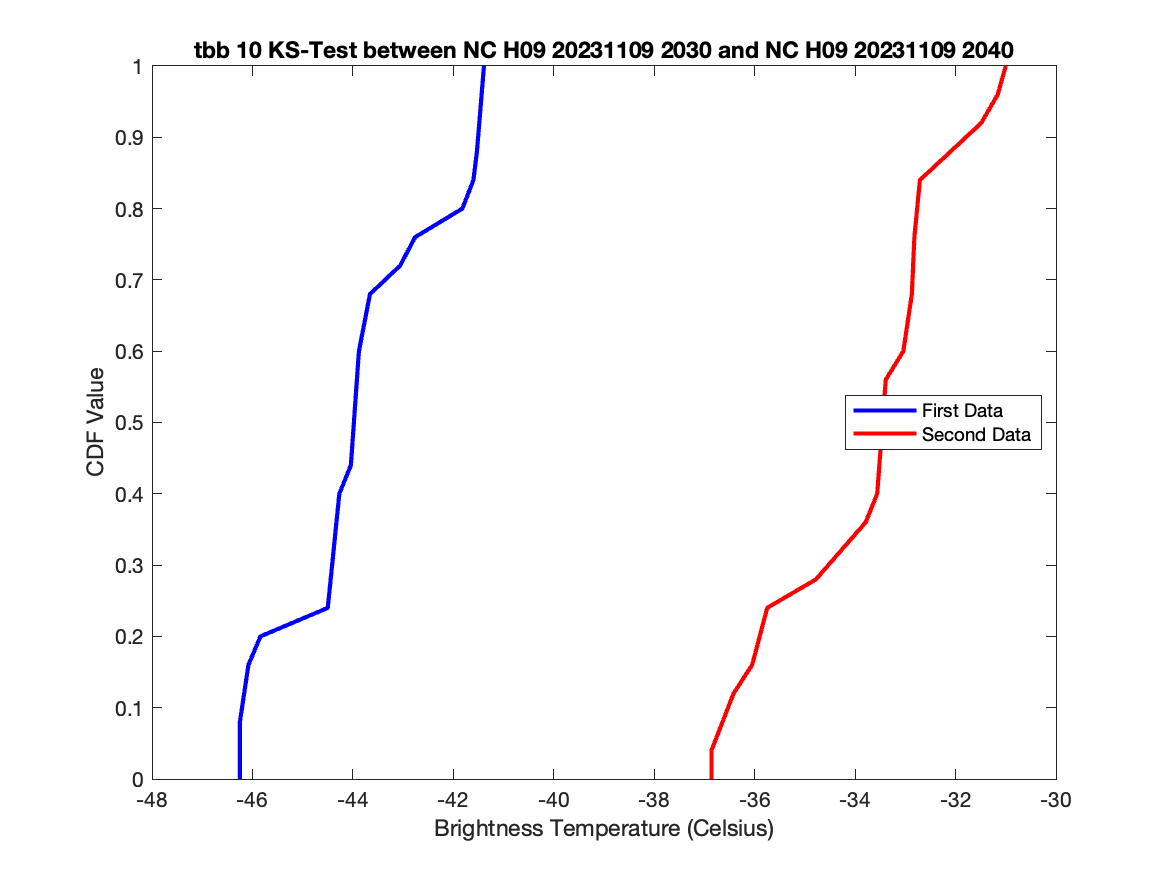 tbb 10 KS-Test between NC H09 20231109 2030 and NC H09 20231109 2040
1
0.9
0.8
0.7
0.6
0.5
0.4
0.3
0.2
0.1
0
CDF Value
First Data
Second Data
-48 -46 -44 -42 -40 -38 -36 -34 -32 -30
Brightness Temperature (Celsius)